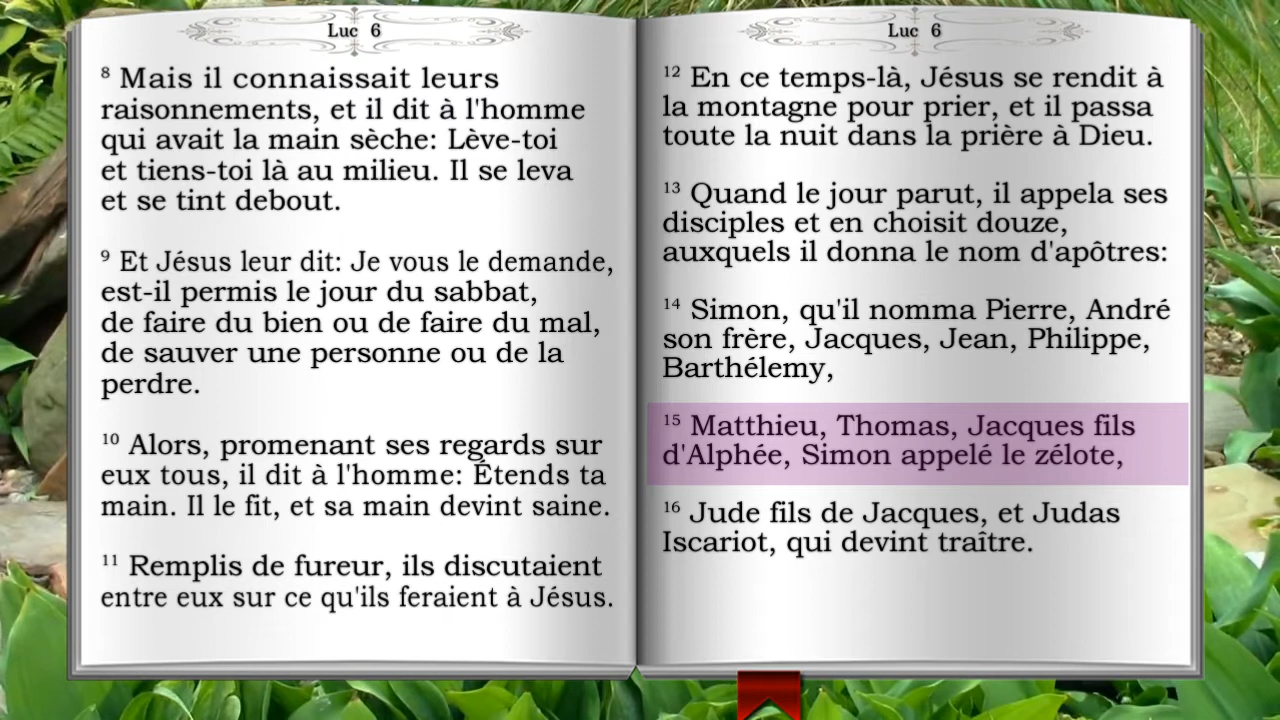 Luc 6
8 Mais il connaissait leurs
raisonnements, et il dit à l'homme
qui avait la main sèche: Lève-toi
et tiens-toi là au milieu. Il se leva
et se tint debout.
9 Et Jésus leur dit: Je vous le demande,
est-il permis le jour du sabbat,
de faire du bien ou de faire du mal,
de sauver une personne ou de la
perdre.
10 Alors, promenant ses regards sur
eux tous, il dit à l'homme: Étends ta
main. Il le fit, et sa main devint saine.
11 Remplis de fureur, ils discutaient
entre eux sur ce qu'ils feraient à Jésus.
Luc 6
12 En ce temps-là, Jésus se rendit à
la montagne pour prier, et il passa
toute la nuit dans la prière à Dieu.
13 Quand le jour parut, il appela ses
disciples et en choisit douze,
auxquels il donna le nom d'apôtres:
14 Simon, qu'il nomma Pierre, André
son frère, Jacques, Jean, Philippe,
Barthélemy,
15 Matthieu, Thomas, Jacques fils
d'Alphée, Simon appelé le zélote,
16 Jude fils de Jacques, et Judas
Iscariot, qui devint traître.